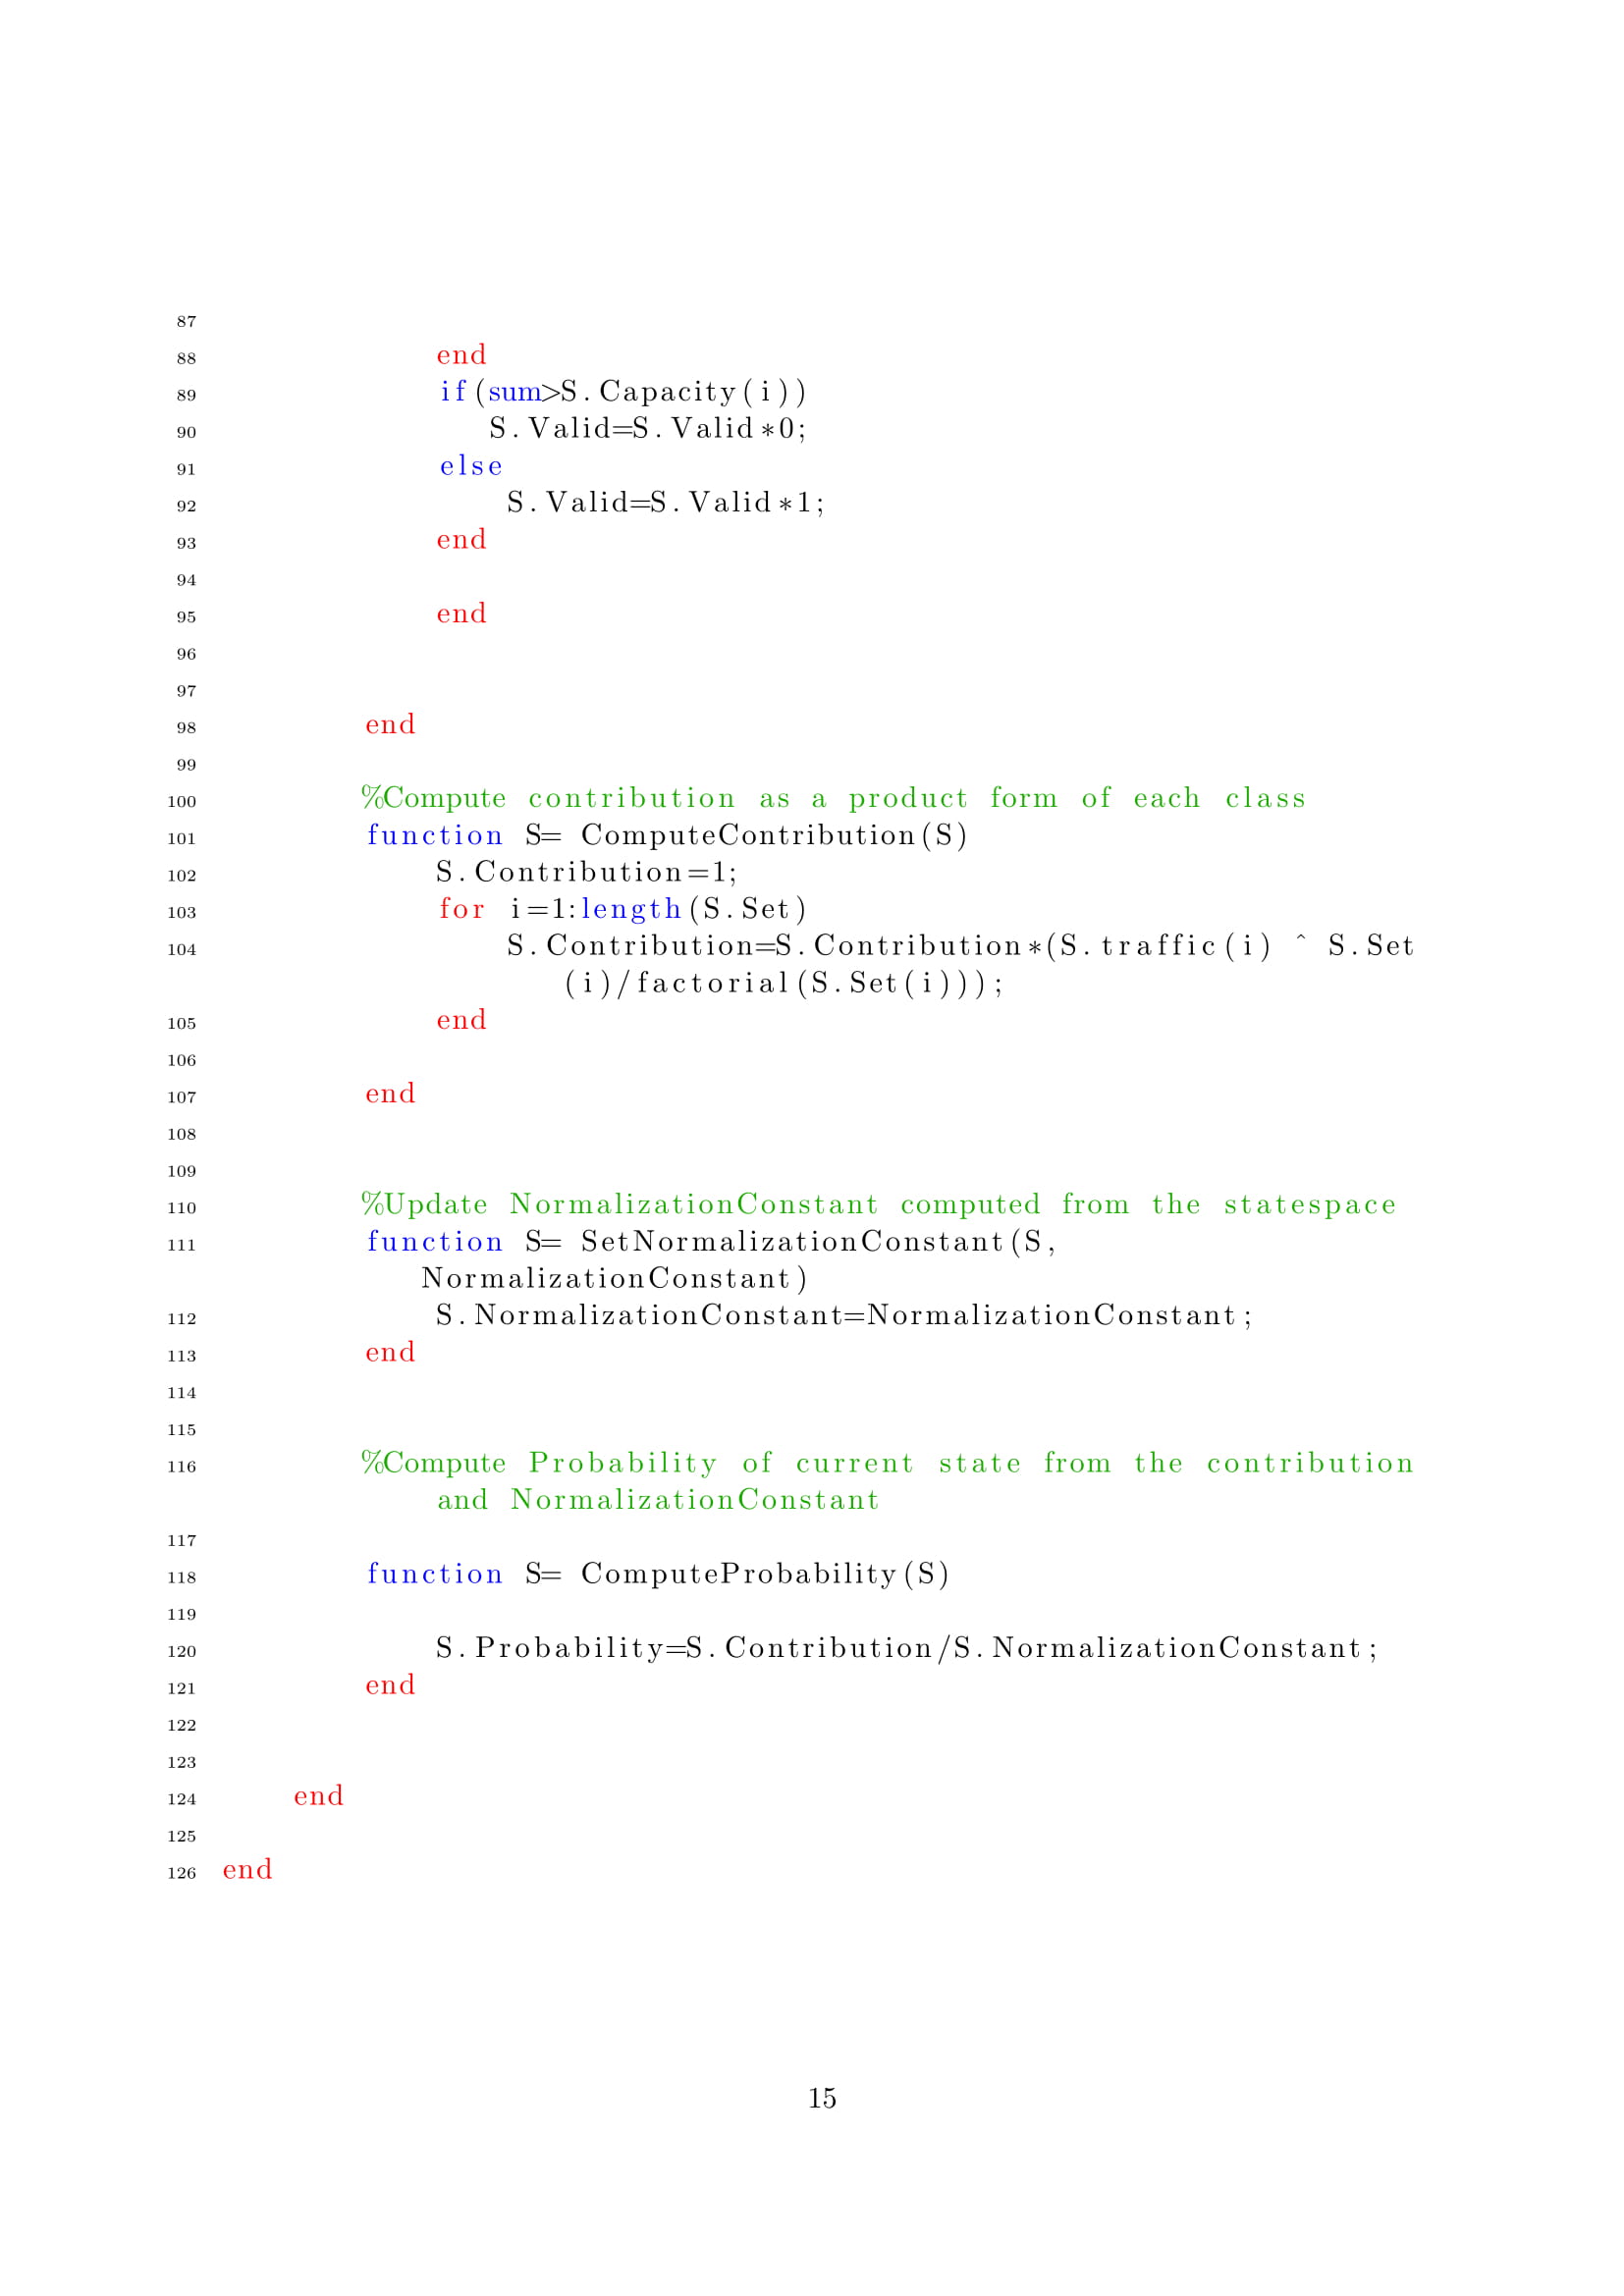 87
88 end
89 if(sum>S.Capacity(i))
90 S.Valid=S.Valid*0;
91 else
92 S.Valid=S.Valid*1;
93 end
94
95 end
96
97
98 end
99
100 %Compute contribution as a product form of each class
101 function S= ComputeContribution(S)
102 S.Contribution=1;
103 for i=1:length(S.Set)
104 S.Contribution=S.Contribution*(S.traffic(i) ^ S.Set
(i)/factorial(S.Set(i)));
105 end
106
107 end
108
109
110 %Update NormalizationConstant computed from the statespace
111 function S= SetNormalizationConstant(S,
NormalizationConstant)
112 S.NormalizationConstant=NormalizationConstant;
113 end
114
115
116 %Compute Probability of current state from the contribution
and NormalizationConstant
117
118 function S= ComputeProbability(S)
119
120 S.Probability=S.Contribution/S.NormalizationConstant;
121 end
122
123
124 end
125
126 end
15